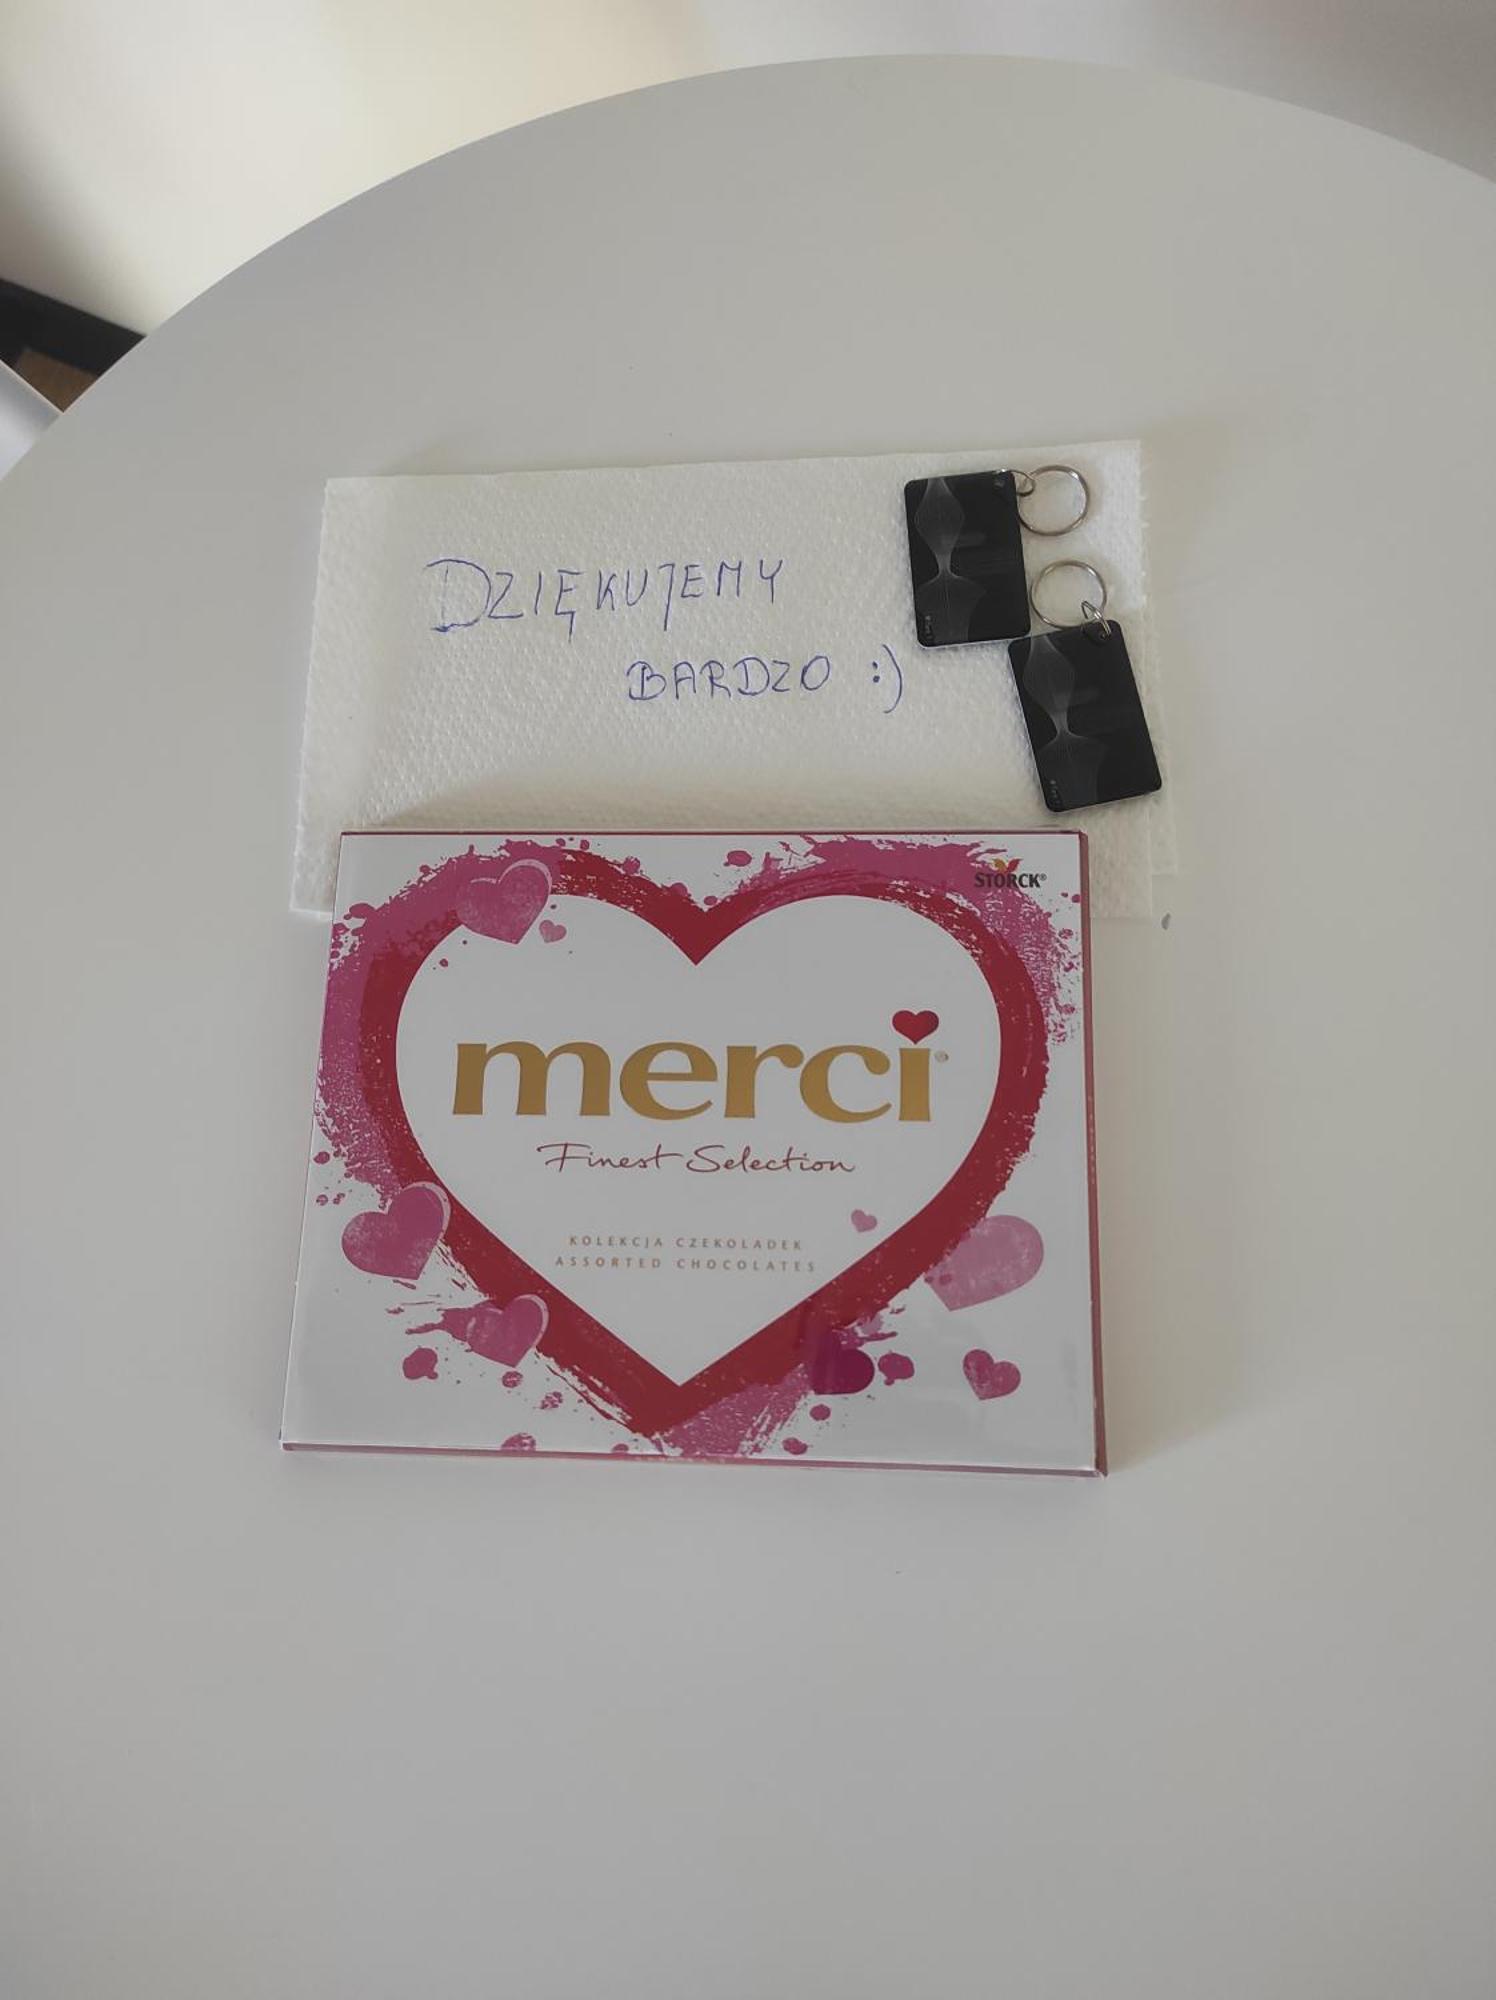 DZIĘKUJEMY
BARDZO :)
STORCK®
merci®
Finest Selection
KOLEKCJA CZEKOLADEK
ASSORTED CHOCOLATES